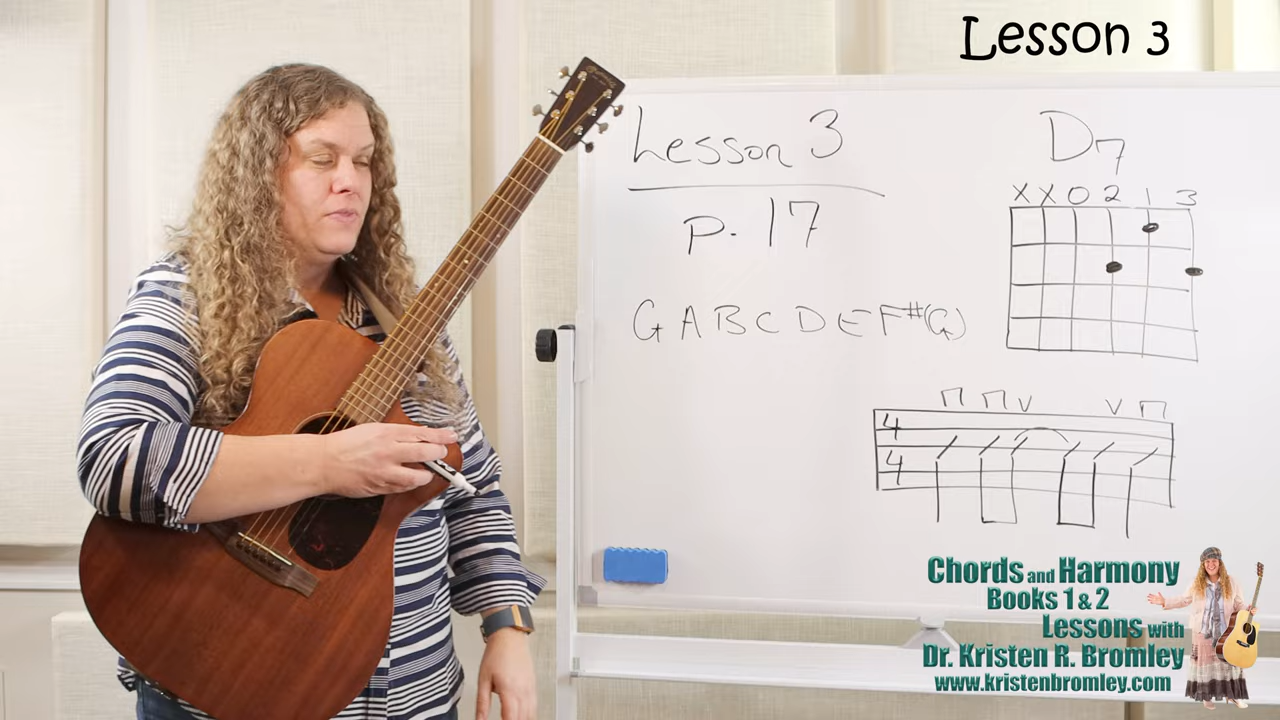 Lesson 3
Lesson 3
p. 17
G A B C D E F#(G)
D7
X X O 2 1 3
4
4
Chords and Harmony
Books 1 & 2
Lessons with
Dr. Kristen R. Bromley
www.kristenbromley.com